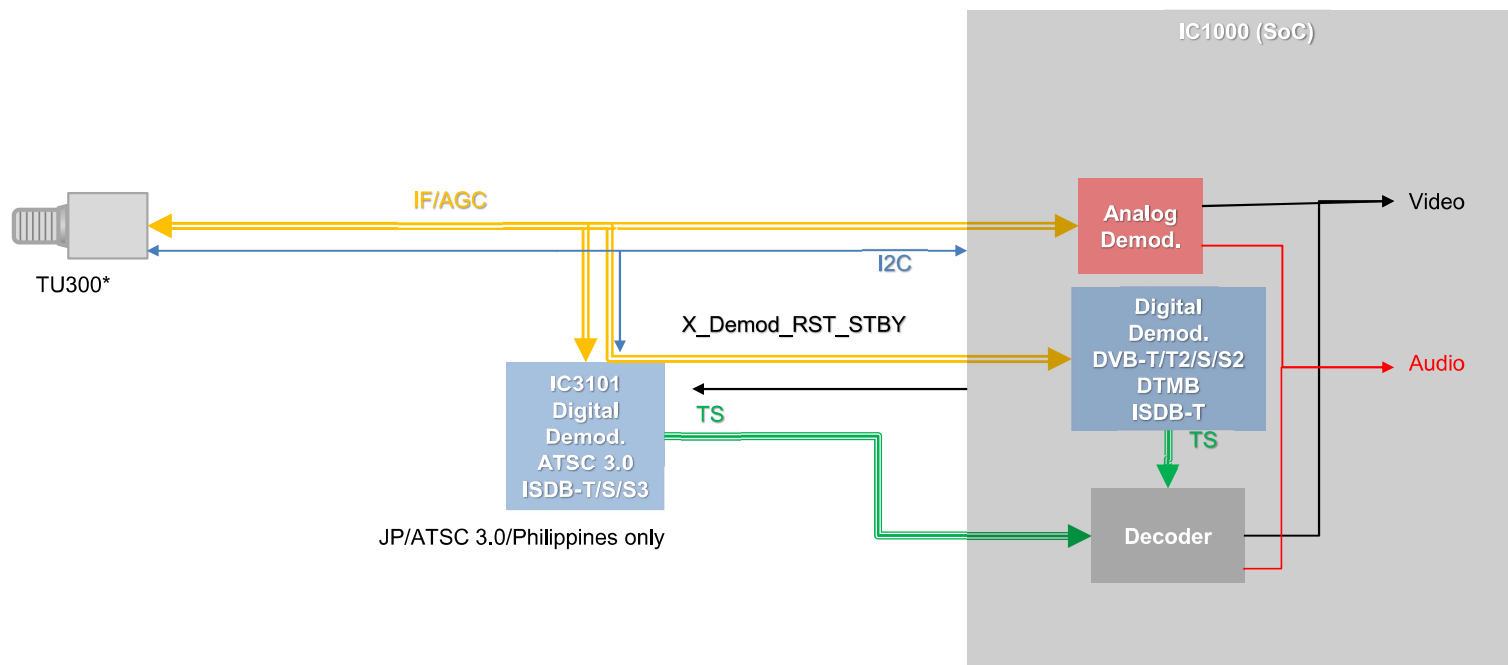 IC1000 (SoC)
IF/AGC
Analog
Demod.
Video
I2C
TU300*
Digital
Demod.
DVB-T/T2/S/S2
DTMB
ISDB-T
X_Demod_RST_STBY
Audio
IC3101
Digital
Demod.
ATSC 3.0
ISDB-T/S/S3
TS
TS
Decoder
JP/ATSC 3.0/Philippines only